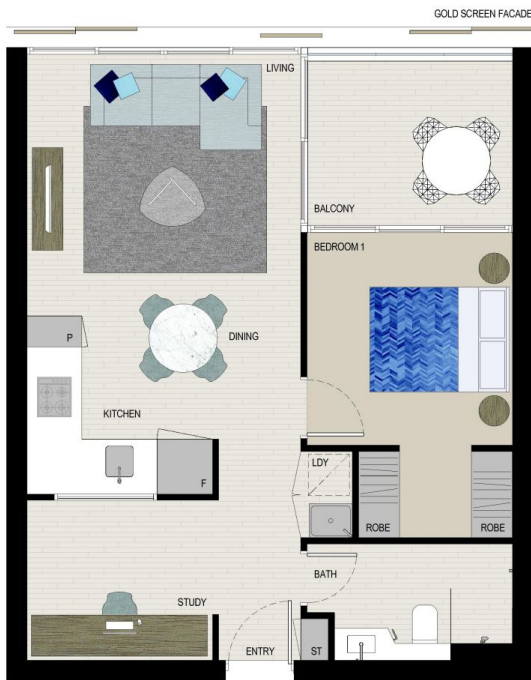 GOLD SCREEN FACADE
LIVING
BALCONY
BEDROOM 1
P
DINING
KITCHEN
F
LDY
ROBE
ROBE
BATH
STUDY
ENTRY
ST